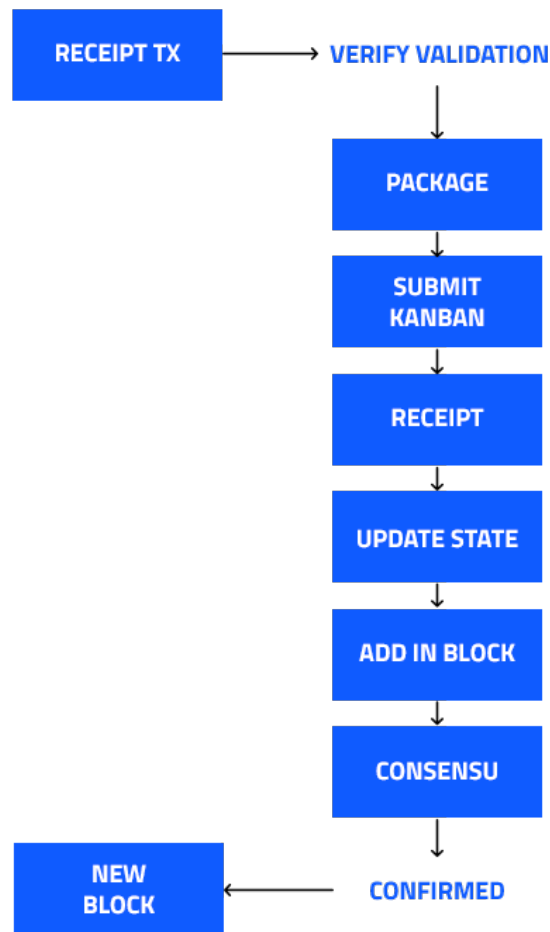 RECEIPT TX
VERIFY VALIDATION
PACKAGE
SUBMIT
KANBAN
RECEIPT
UPDATE STATE
ADD IN BLOCK
CONSENSU
CONFIRMED
NEW
BLOCK